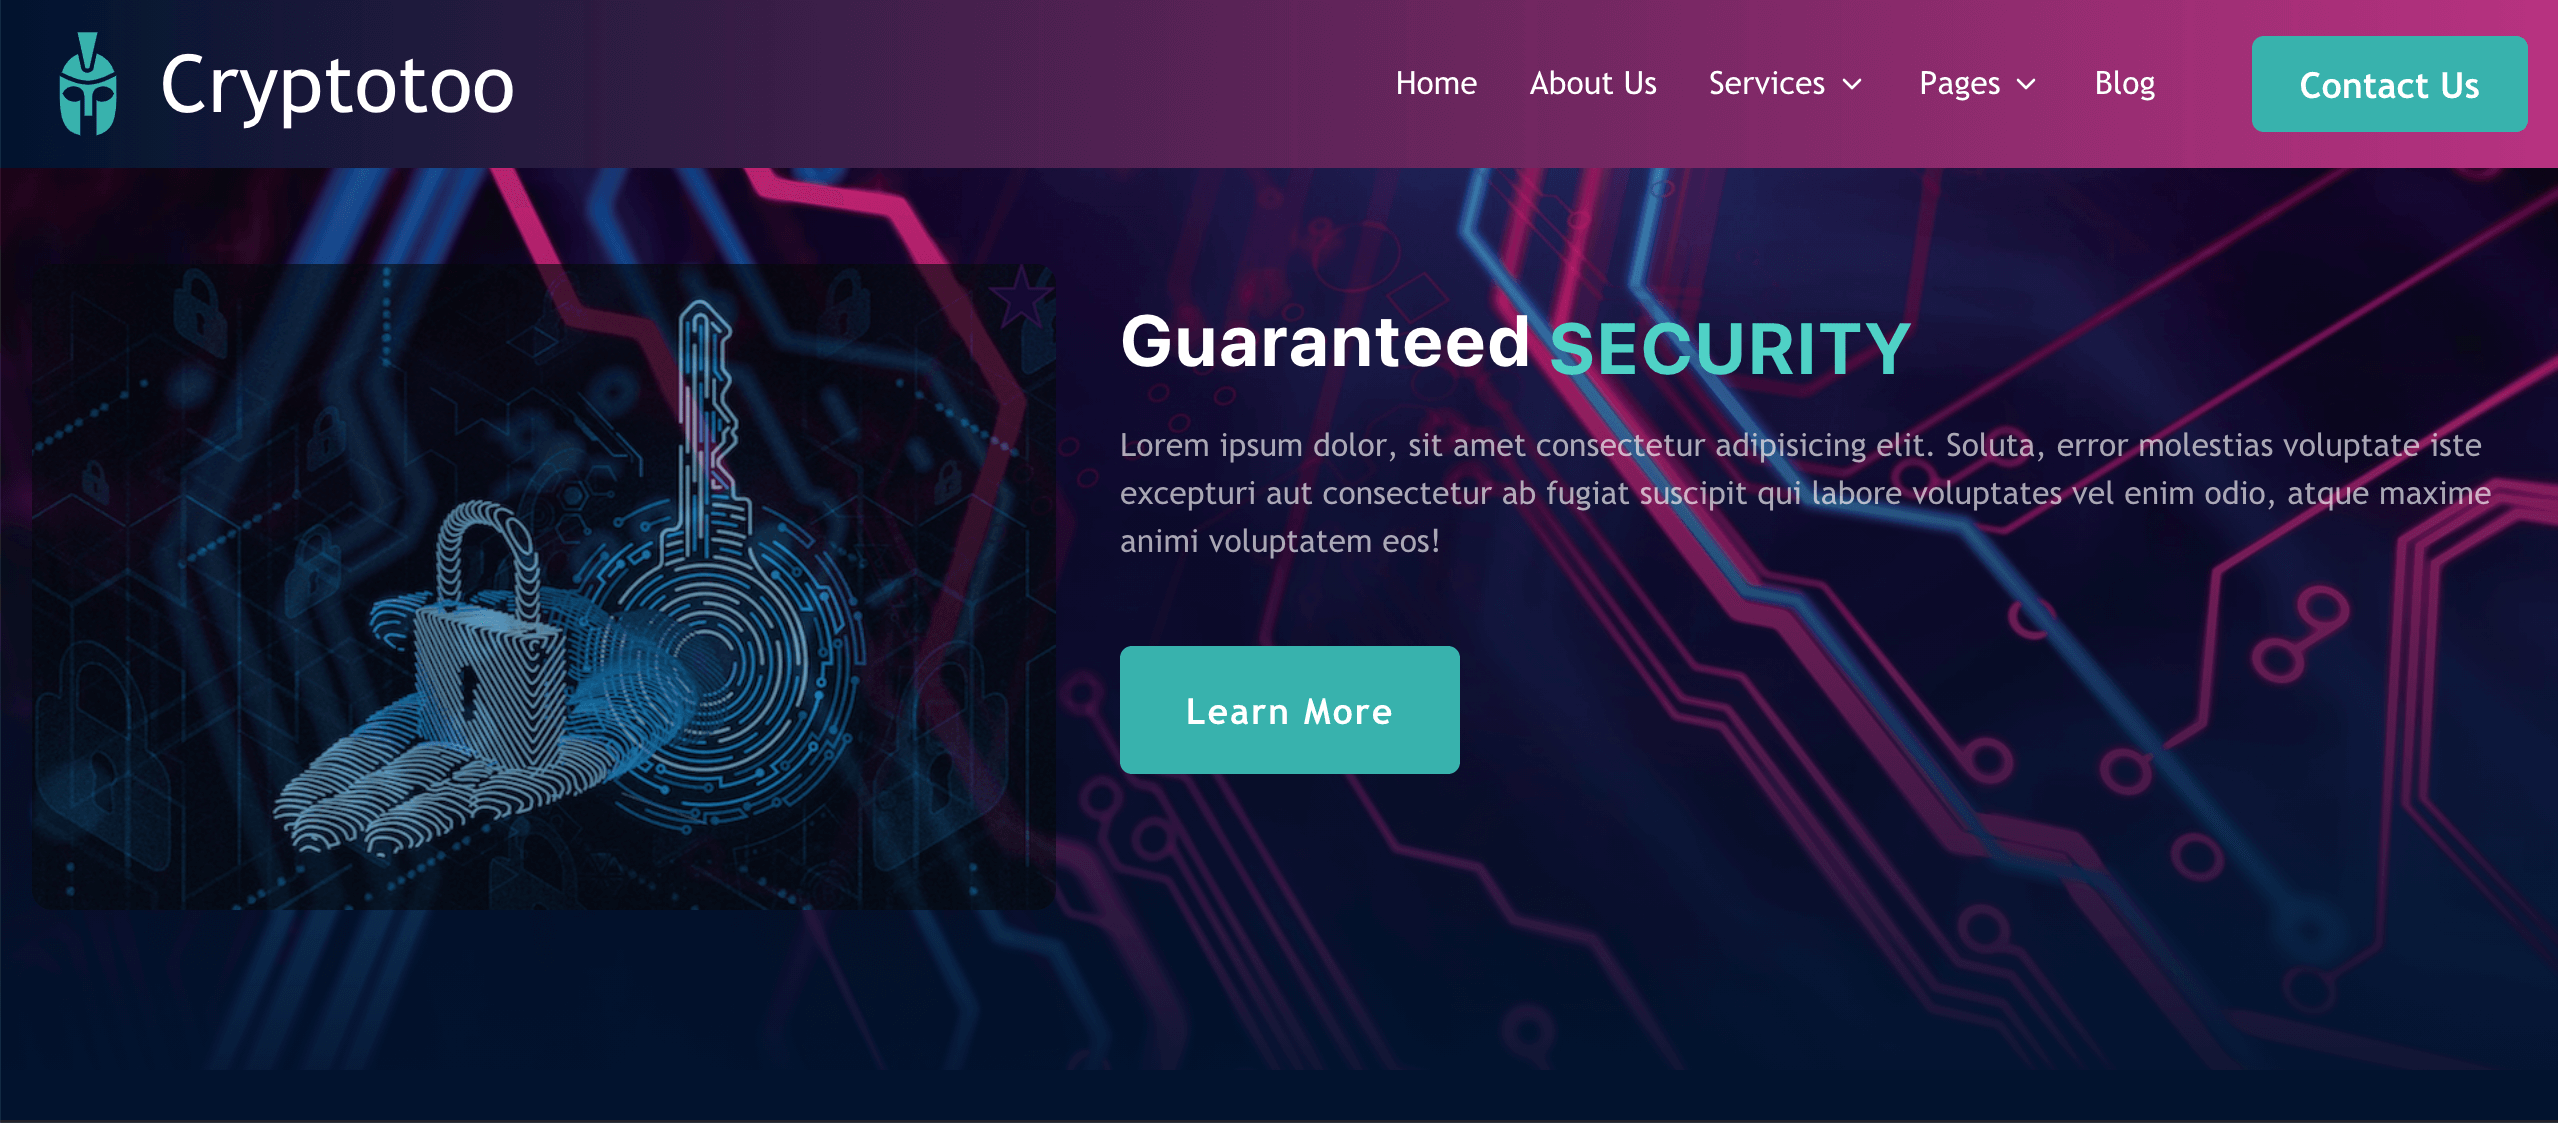 Cryptotoo
Home About Us Services Pages Blog Contact Us
Guaranteed SECURITY
Lorem ipsum dolor, sit amet consectetur adipisicing elit. Soluta, error molestias voluptate iste
excepturi aut consectetur ab fugiat suscipit qui labore voluptates vel enim odio, atque maxime
animi voluptatem eos!
Learn More